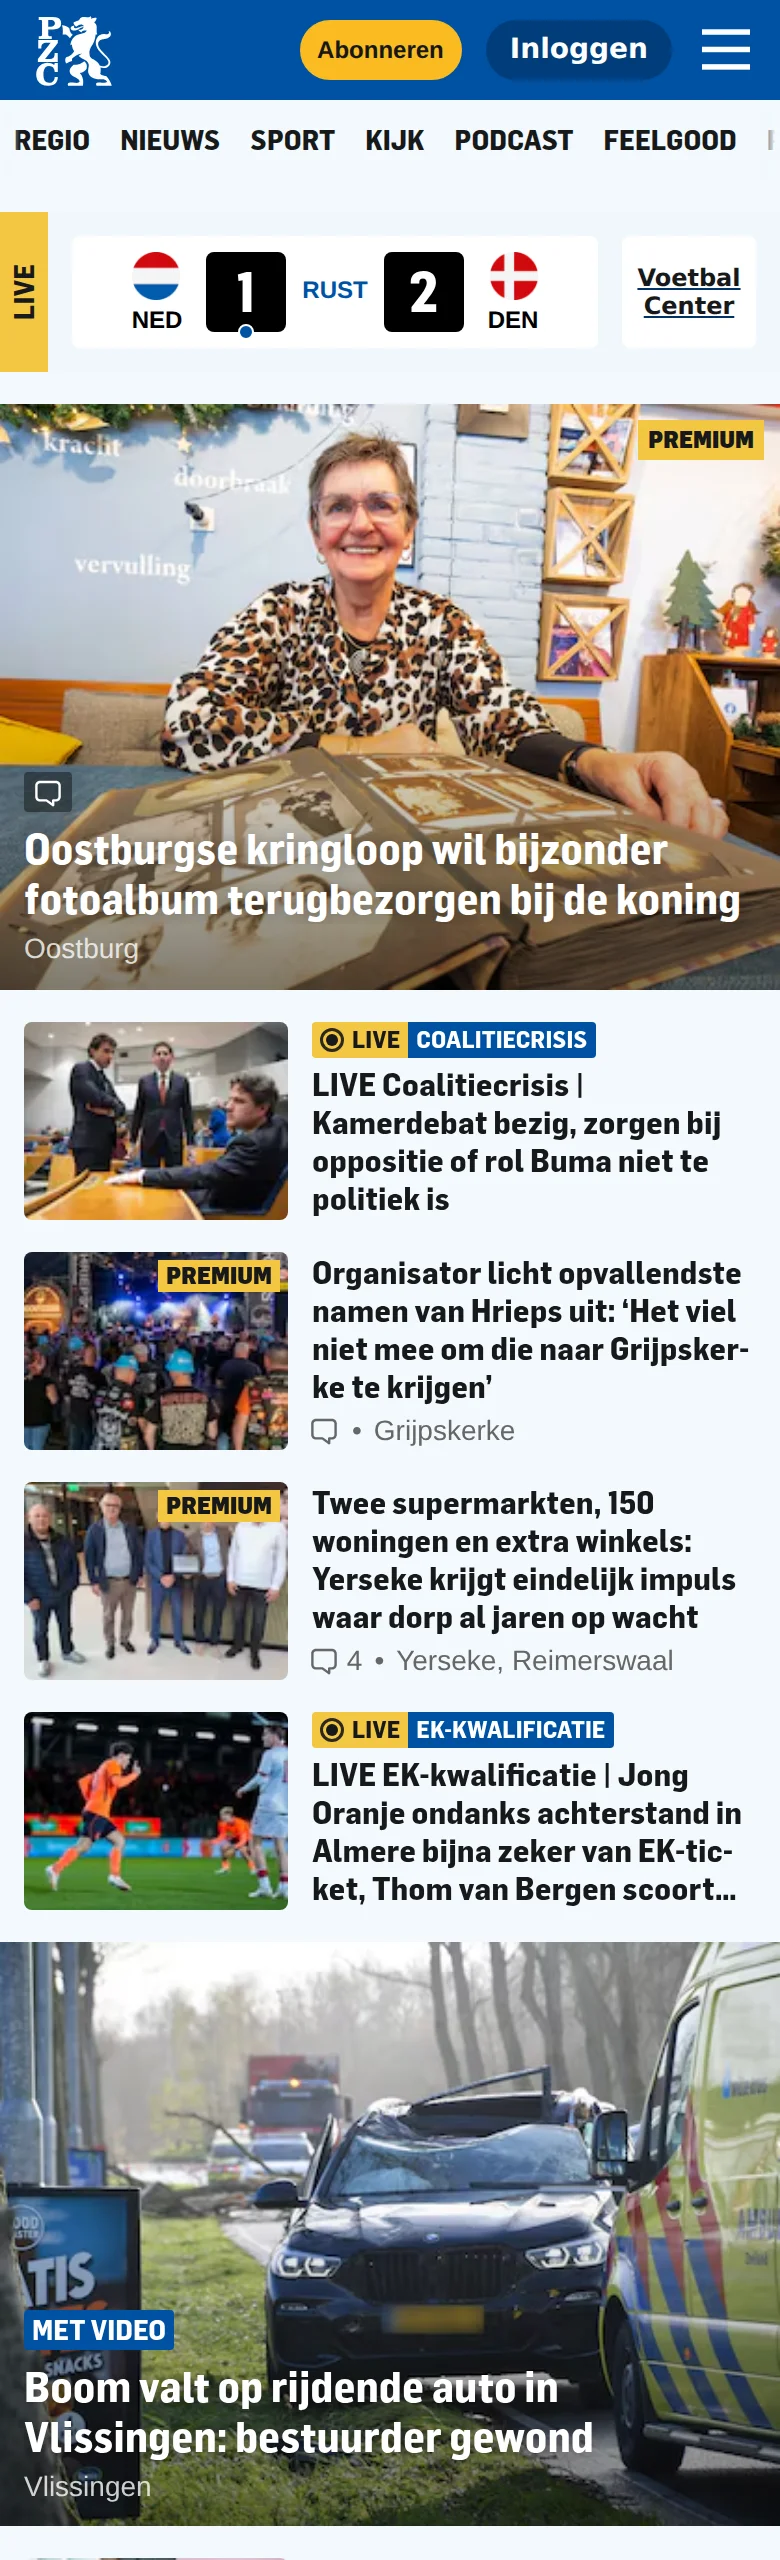 PZC
Abonneren
Inloggen
REGIO NIEUWS SPORT KIJK PODCAST FEELGOOD
LIVE
NED
1
RUST
2
DEN
Voetbal
Center
kracht
doorbraak
vervulling
PREMIUM
Oostburgse kringloop wil bijzonder
fotoalbum terugbezorgen bij de koning
Oostburg
LIVE COALITIECRISIS
LIVE Coalitiecrisis |
Kamerdebat bezig, zorgen bij
oppositie of rol Buma niet te
politiek is
PREMIUM
Organisator licht opvallendste
namen van Hrieps uit: ‘Het viel
niet mee om die naar Grijpsker-
ke te krijgen’
• Grijpskerke
PREMIUM
Twee supermarkten, 150
woningen en extra winkels:
Yerseke krijgt eindelijk impuls
waar dorp al jaren op wacht
4 • Yerseke, Reimerswaal
LIVE EK-KWALIFICATIE
LIVE EK-kwalificatie | Jong
Oranje ondanks achterstand in
Almere bijna zeker van EK-tic-
ket, Thom van Bergen scoort...
ATIS
MET VIDEO
SNACKS
Boom valt op rijdende auto in
Vlissingen: bestuurder gewond
Vlissingen